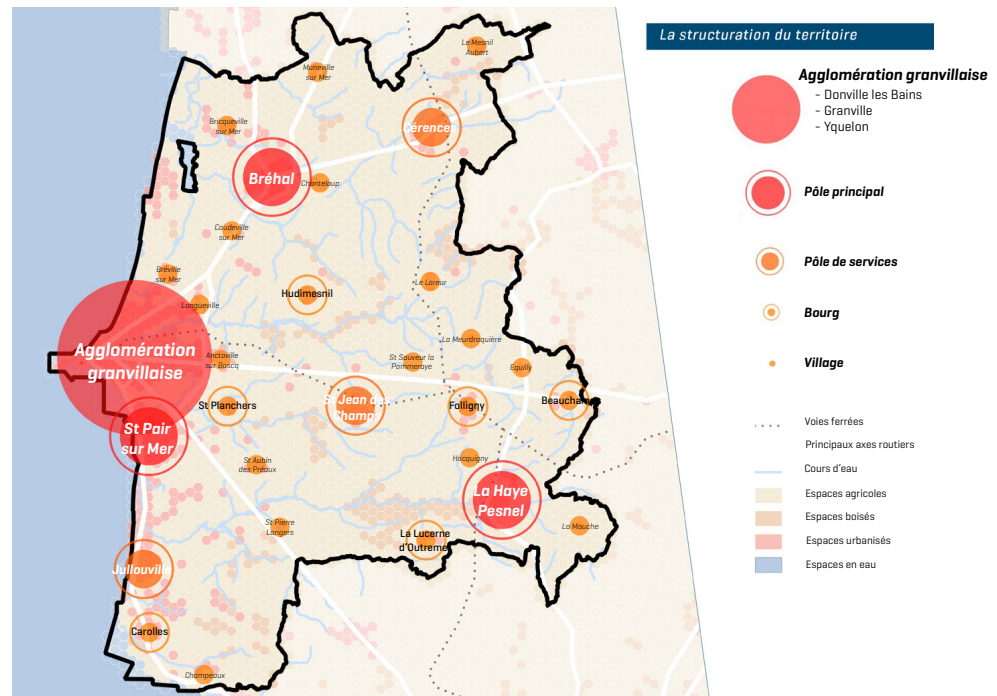 La structuration du territoire
Agglomération granvillaise
- Donville les Bains
- Granville
- Yquelon
Pôle principal
Pôle de services
Bourg
Village
Voies ferrées
Principaux axes routiers
Cours d'eau
Espaces agricoles
Espaces boisés
Espaces urbanisés
Espaces en eau
Le Mesnil
Aubert
Muneville
sur Mer
Bricqueville
sur Mer
Cérences
Bréhal
Chanteloup
Coudeville
sur Mer
Bréville
sur Mer
Hudimesnil
Le Loreur
Longueville
La Meurdraquière
Agglomération
granvillaise
Anctoville
sur Boscq
St Sauveur la
Pommeraye
Equilly
St Planchers
St Jean des
Champs
Folligny
Beauchamps
St Pair
sur Mer
St Aubin
des Préaux
Hocquigny
La Haye
Pesnel
St Pierre
Langers
La Lucerne
d'Outremer
La Mouche
Jullouville
Carolles
Champeaux